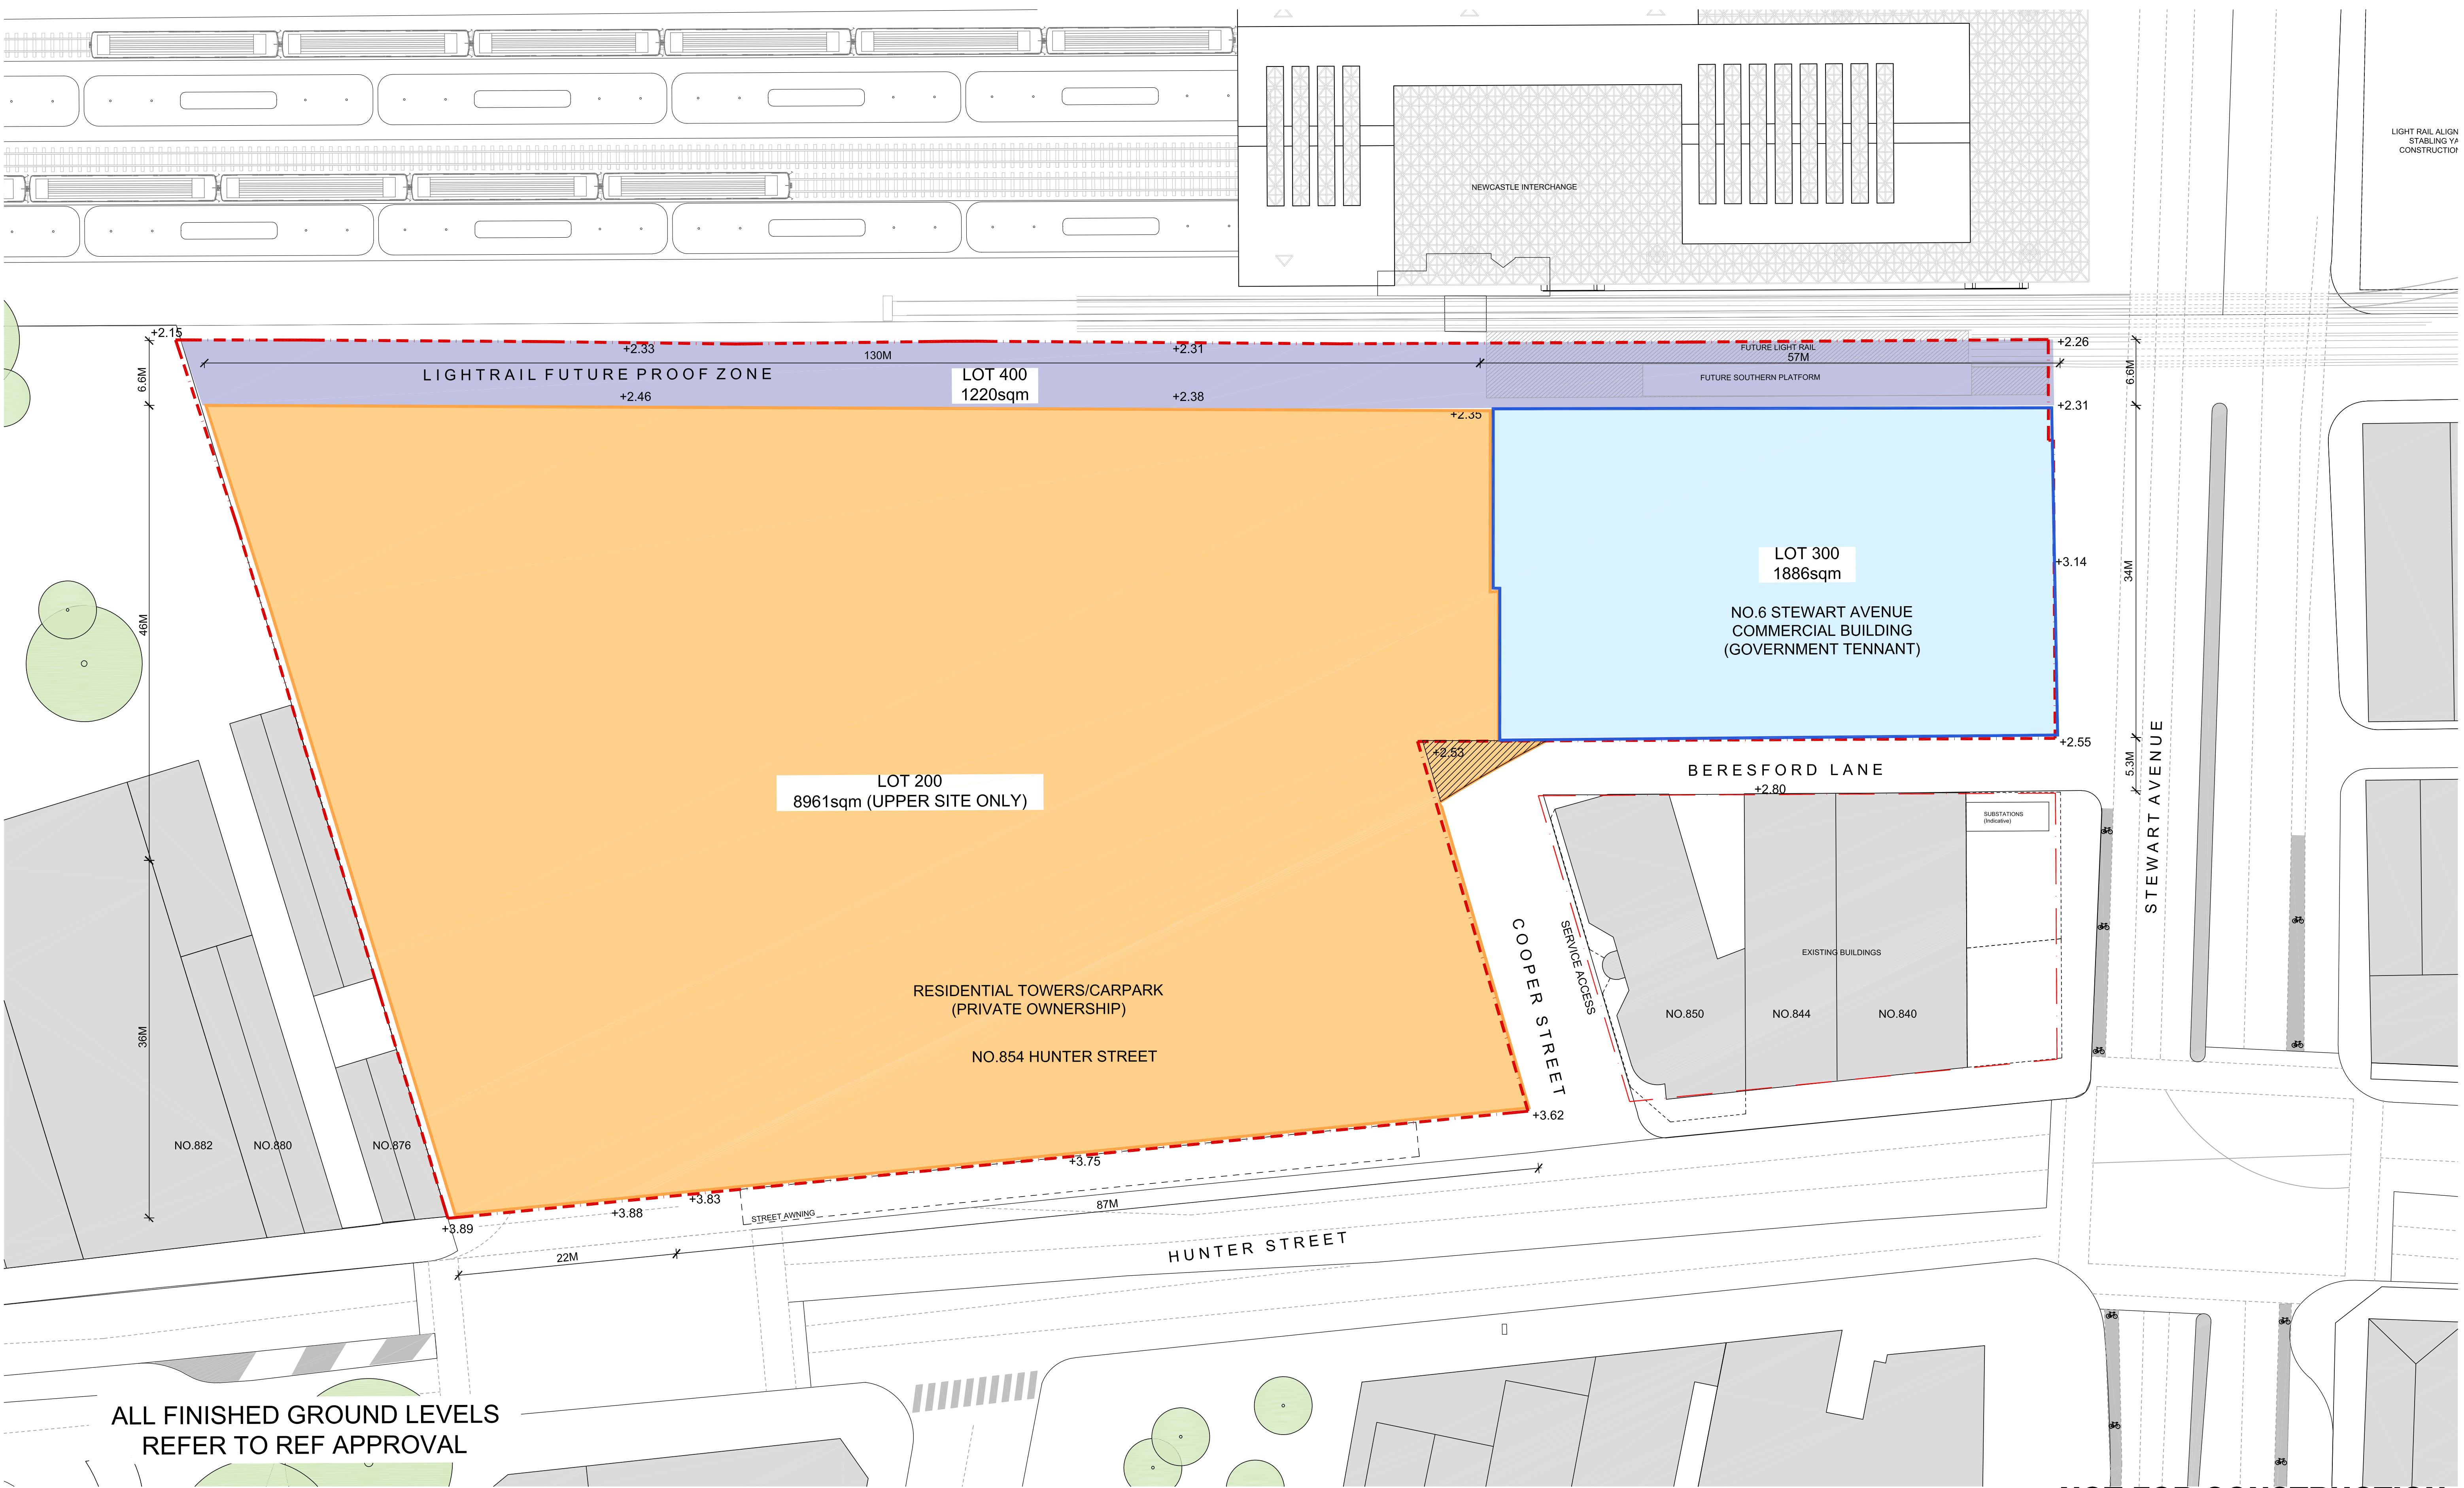 LIGHT RAIL ALIGN
STABLING YA
CONSTRUCTION
NEWCASTLE INTERCHANGE
+2.15
+2.33
130M
+2.31
FUTURE LIGHT RAIL
57M
+2.26
6.6M
LIGHTRAIL FUTURE PROOF ZONE
LOT 400
1220sqm
FUTURE SOUTHERN PLATFORM
6.6M
+2.46
+2.38
+2.35
+2.31
LOT 300
1886sqm
+3.14
34M
NO.6 STEWART AVENUE
COMMERCIAL BUILDING
(GOVERNMENT TENNANT)
46M
+2.53
+2.55
BERESFORD LANE
5.3M
STEWART AVENUE
LOT 200
8961sqm (UPPER SITE ONLY)
+2.80
SUBSTATIONS
(Indicative)
COOPER STREET
SERVICE ACCESS
EXISTING BUILDINGS
RESIDENTIAL TOWERS/CARPARK
(PRIVATE OWNERSHIP)
NO.850
NO.844
NO.840
36M
NO.854 HUNTER STREET
+3.62
NO.882
NO.880
NO.876
+3.75
+3.83
+3.88
+3.89
STREET AWNING
87M
22M
HUNTER STREET
ALL FINISHED GROUND LEVELS
REFER TO REF APPROVAL
NOT FOR CONSTRUCTION